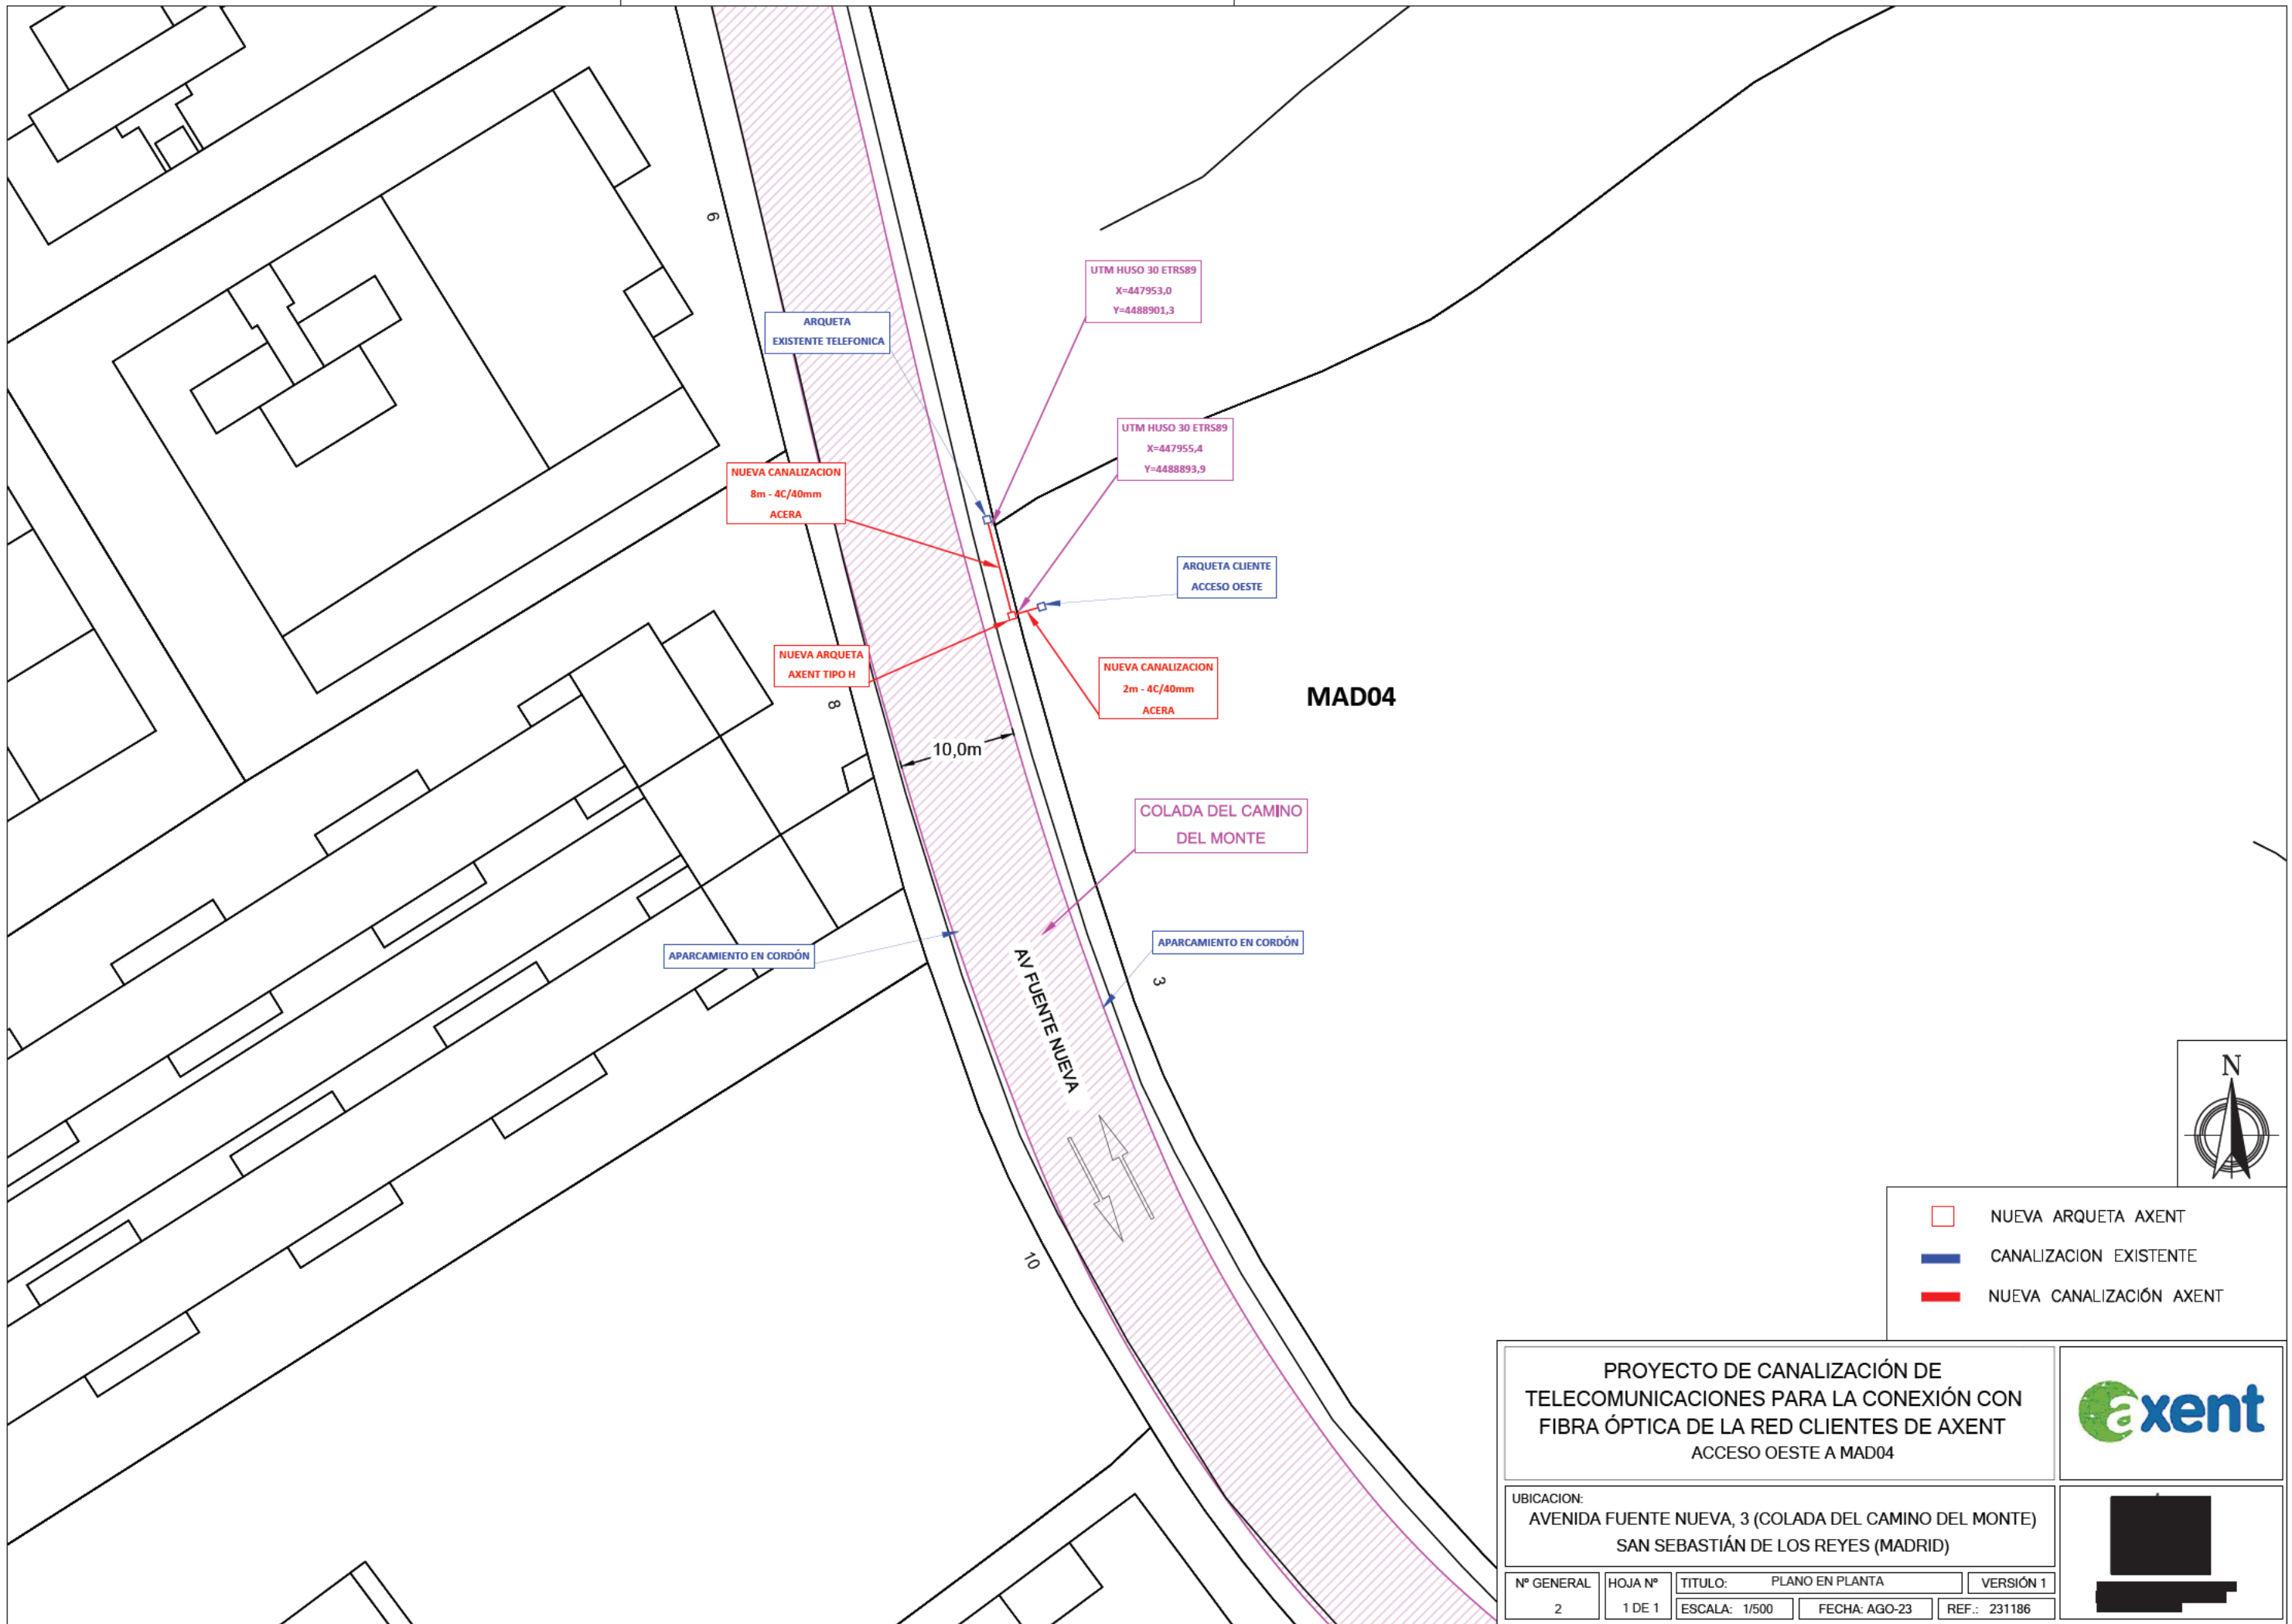 6
UTM HUSO 30 ETRS89
X=447953,0
Y=4488901,3
ARQUETA
EXISTENTE TELEFONICA
UTM HUSO 30 ETRS89
X=447955,4
Y=4488893,9
NUEVA CANALIZACION
8m - 4C/40mm
ACERA
ARQUETA CLIENTE
ACCESO OESTE
NUEVA ARQUETA
AXENT TIPO H
NUEVA CANALIZACION
2m - 4C/40mm
ACERA
MAD04
8
10,0m
COLADA DEL CAMINO
DEL MONTE
APARCAMIENTO EN CORDÓN
APARCAMIENTO EN CORDÓN
3
AV FUENTE NUEVA
10
N
NUEVA ARQUETA AXENT
CANALIZACION EXISTENTE
NUEVA CANALIZACIÓN AXENT
PROYECTO DE CANALIZACIÓN DE
TELECOMUNICACIONES PARA LA CONEXIÓN CON
FIBRA ÓPTICA DE LA RED CLIENTES DE AXENT
ACCESO OESTE A MAD04
axent
UBICACION:
AVENIDA FUENTE NUEVA, 3 (COLADA DEL CAMINO DEL MONTE)
SAN SEBASTIÁN DE LOS REYES (MADRID)
Nº GENERAL
2
HOJA Nº
1 DE 1
TITULO: PLANO EN PLANTA
VERSIÓN 1
ESCALA: 1/500
FECHA: AGO-23
REF.: 231186